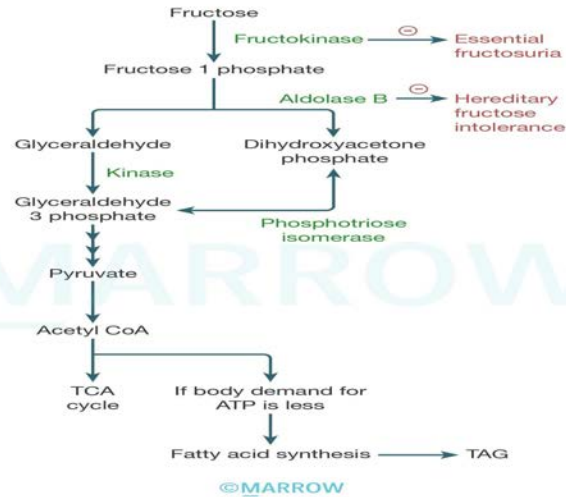 Fructose
Fructokinase
Essential
fructosuria
Fructose 1 phosphate
Aldolase B
Hereditary
fructose
intolerance
Glyceraldehyde
Dihydroxyacetone
phosphate
Kinase
Glyceraldehyde
3 phosphate
Phosphotriose
isomerase
MARROW
Pyruvate
Acetyl CoA
TCA
cycle
If body demand for
ATP is less
Fatty acid synthesis
TAG
©MARROW